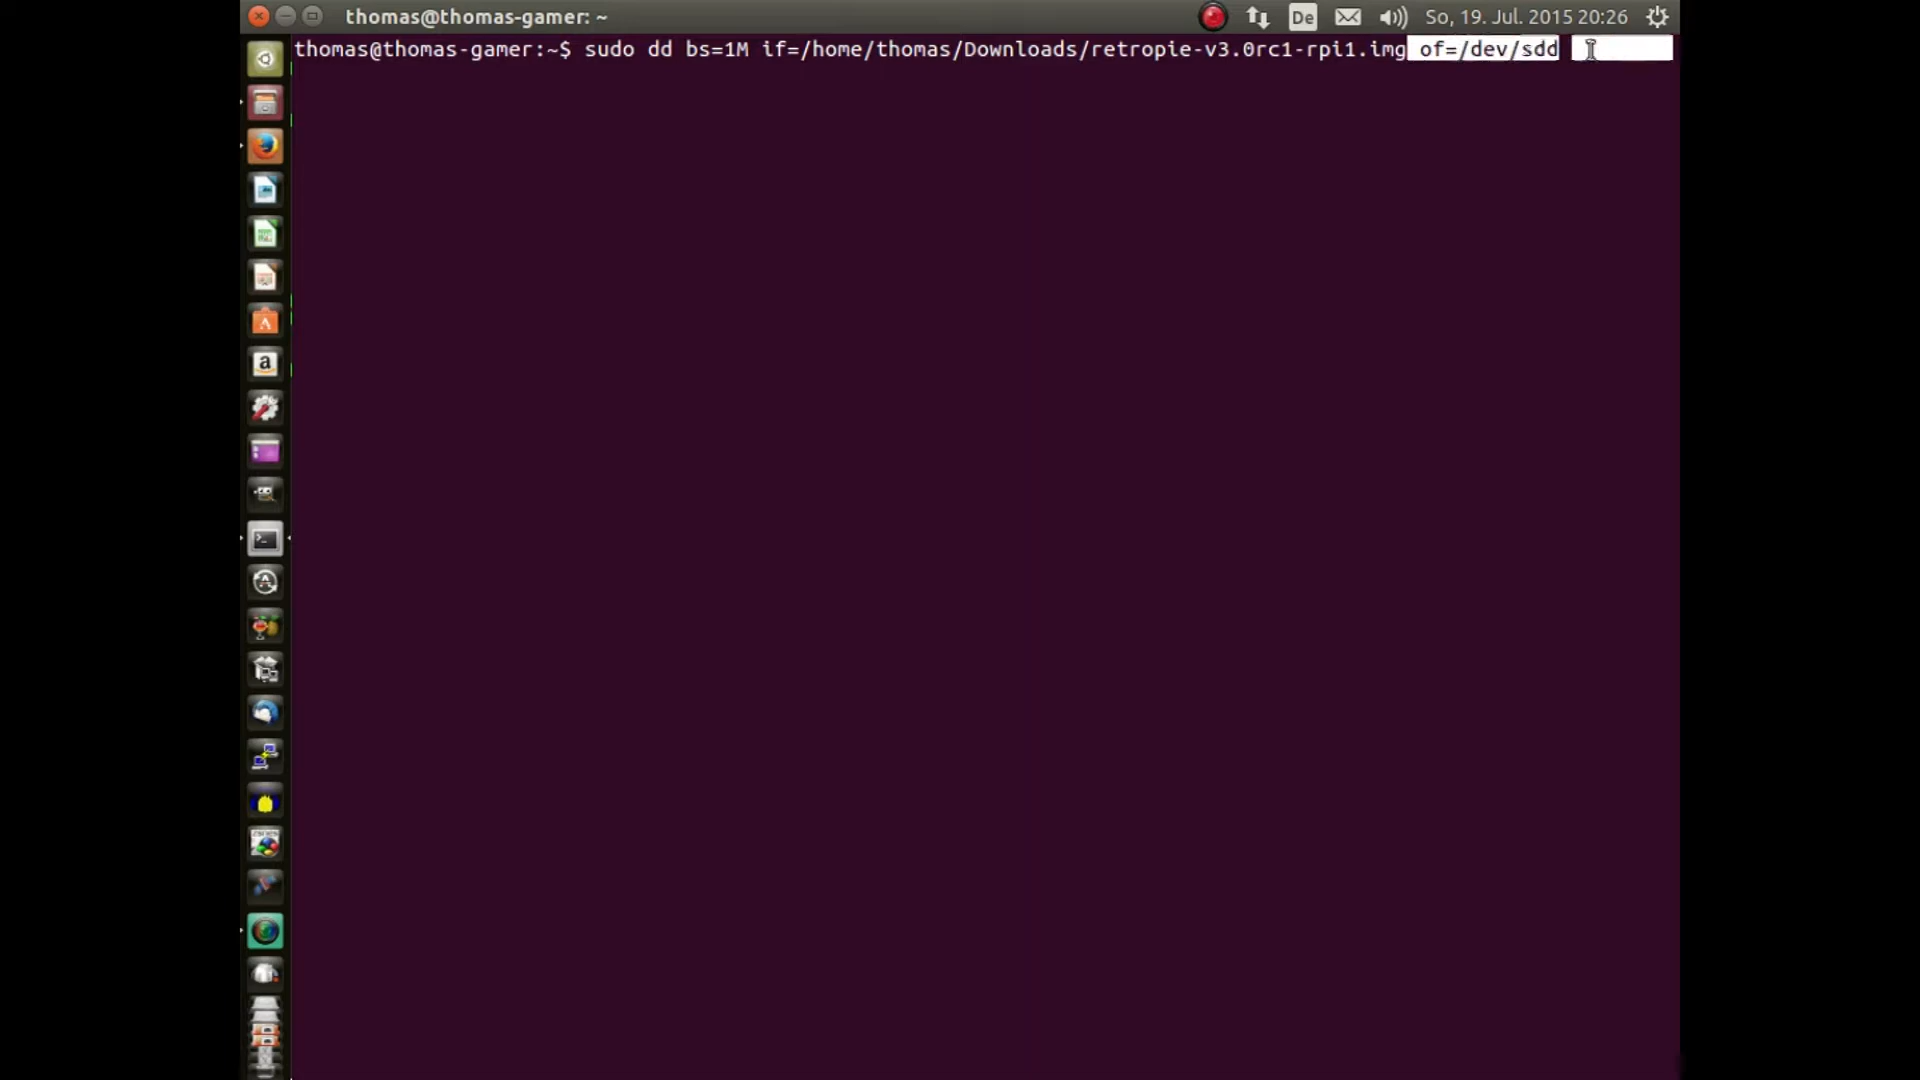 thomas@thomas-gamer: ~
De
So, 19. Jul. 2015 20:26
thomas@thomas-gamer:~$ sudo dd bs=1M if=/home/thomas/Downloads/retropie-v3.0rc1-rpi1.img of=/dev/sdd